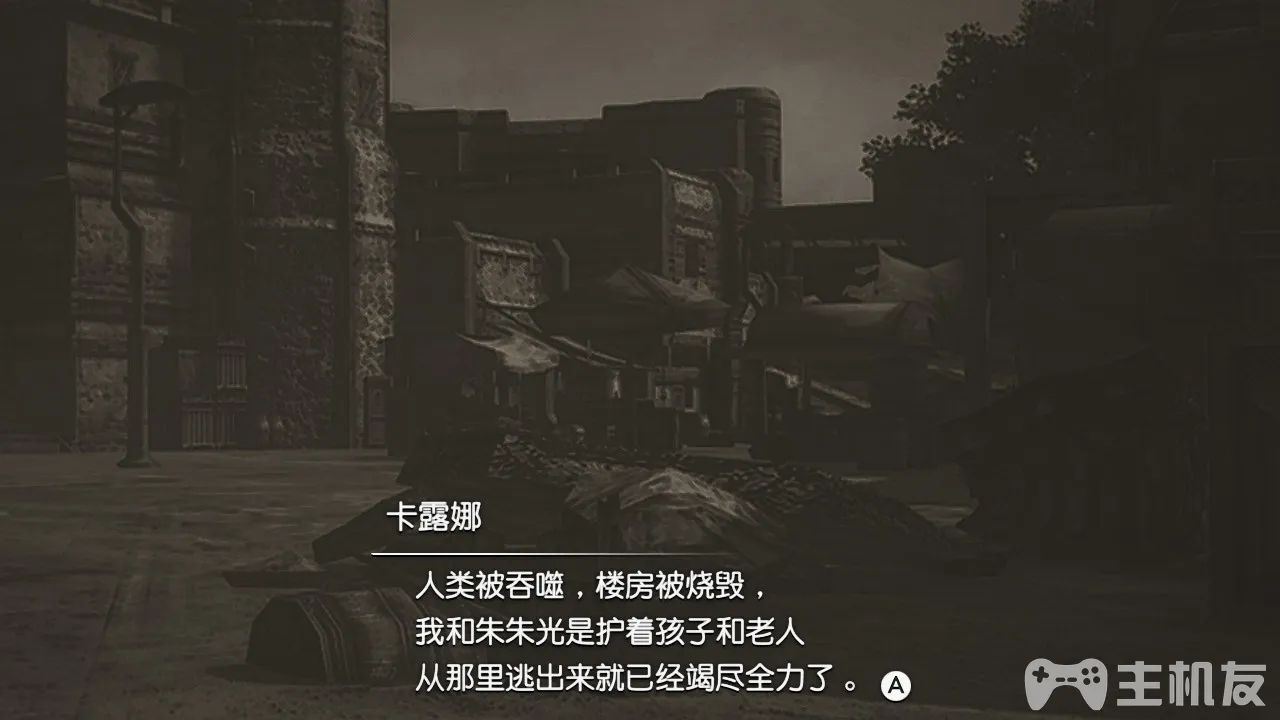 卡露娜
人类被吞噬，楼房被烧毁，
我和朱朱光是护着孩子和老人
从那里逃出来就已经竭尽全力了。
A
主机友